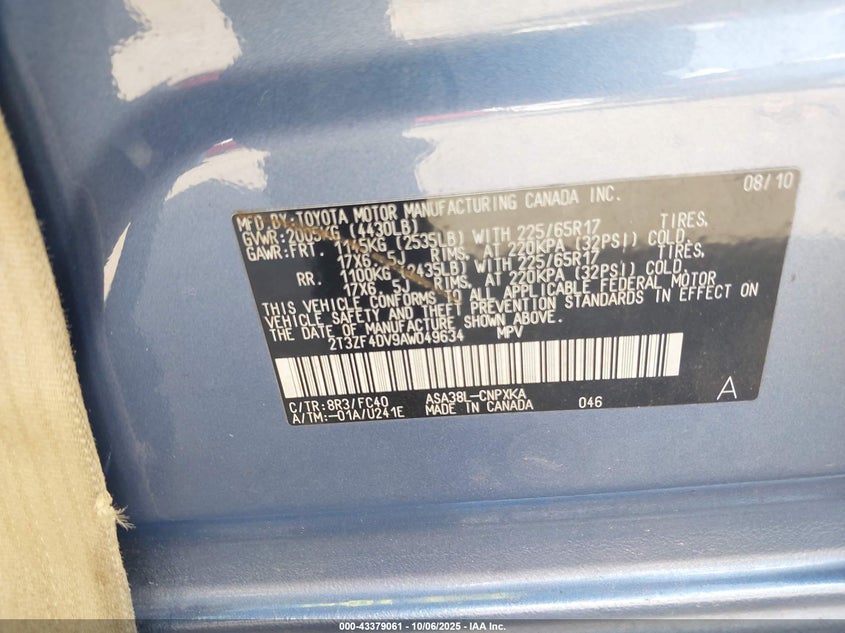 08/10
MFD.BY:TOYOTA MOTOR MANUFACTURING CANADA INC.
GVWR:2005KG (4430LB)
GAWR:FRT. 1145KG (2535LB) WITH 225/65R17 TIRES,
17X6.5J RIMS, AT 220KPA (32PSI) COLD.
RR. 1100KG (2435LB) WITH 225/65R17 TIRES,
17X6.5J RIMS, AT 220KPA (32PSI) COLD.
THIS VEHICLE CONFORMS TO ALL APPLICABLE FEDERAL MOTOR
VEHICLE SAFETY AND THEFT PREVENTION STANDARDS IN EFFECT ON
THE DATE OF MANUFACTURE SHOWN ABOVE.
2T3ZF4DV9AW049634 MPV
C/TR:8R3/FC40 ASA38L-CNPXKA 046 A
A/TM:-01A/U241E MADE IN CANADA
000-43379061 - 10/06/2025 - IAA Inc.